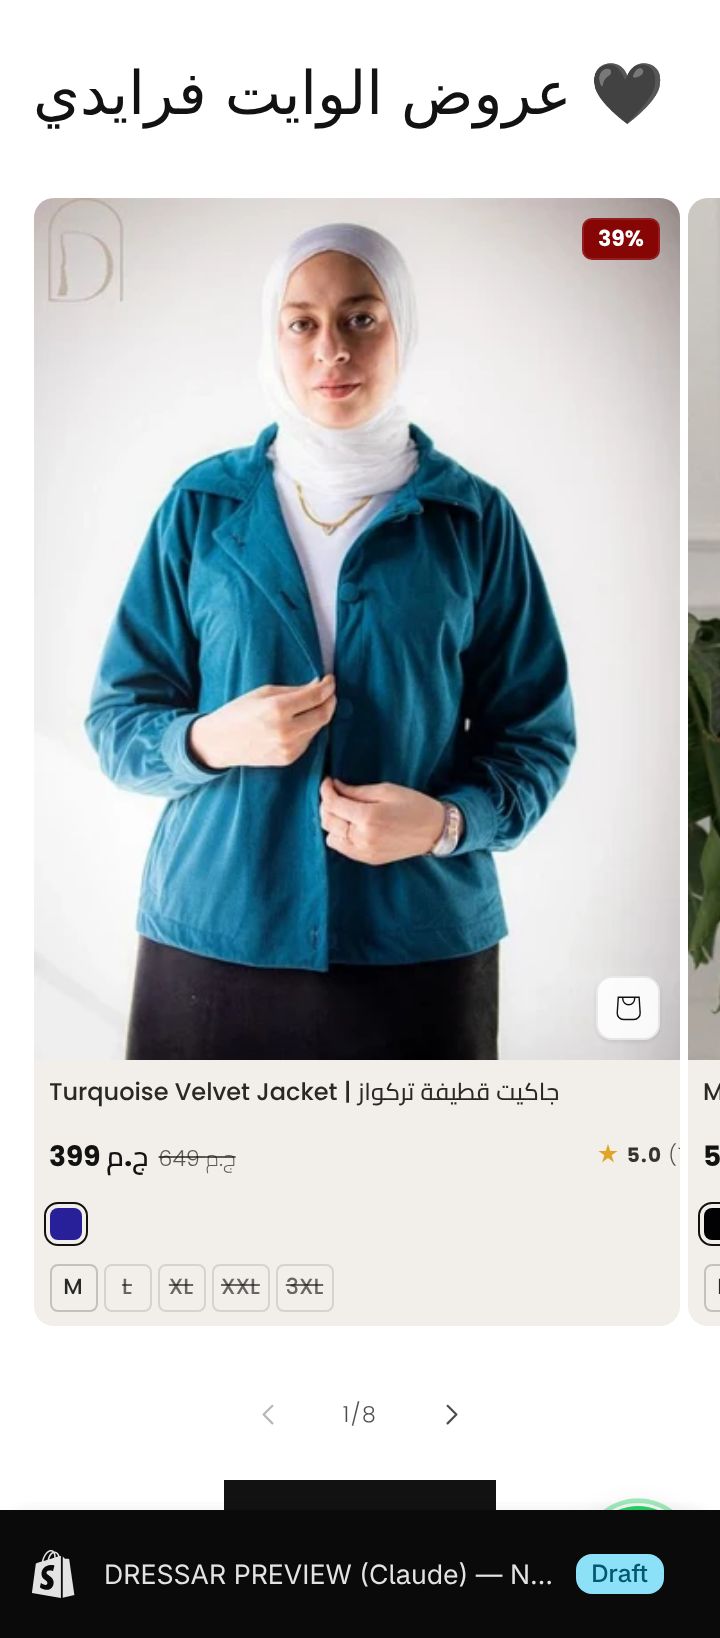 عروض الوايت فرايدي 🖤
D
39%
Turquoise Velvet Jacket | جاكيت قطيفة تركواز
399 ج.م 649 ج.م
★ 5.0 (
M L XL XXL 3XL
M
5
1/8
DRESSAR PREVIEW (Claude) — N... Draft